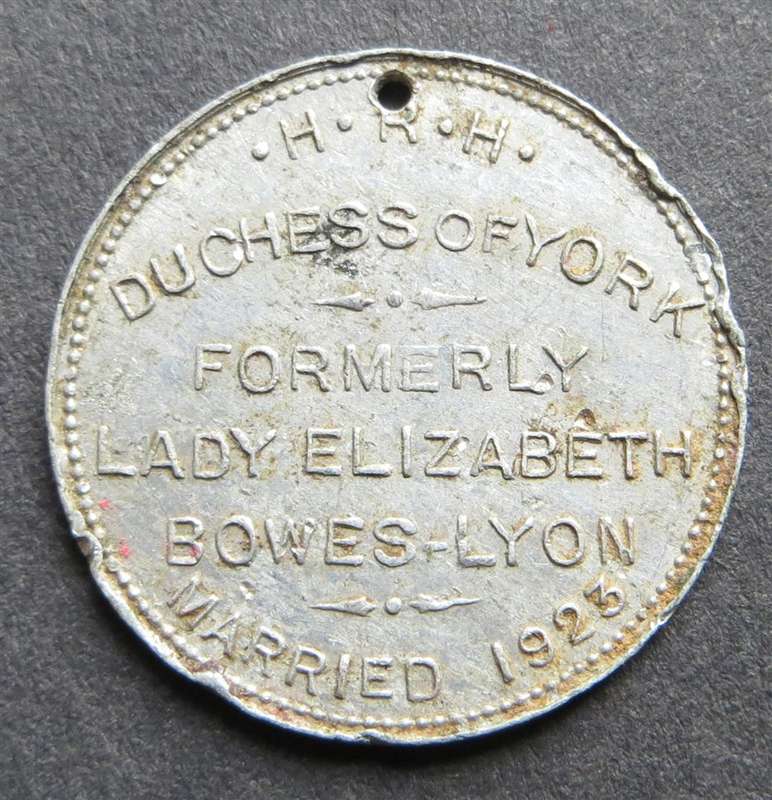 · H · R · H ·
DUCHESS OF YORK
FORMERLY
LADY ELIZABETH
BOWES-LYON
MARRIED 1923